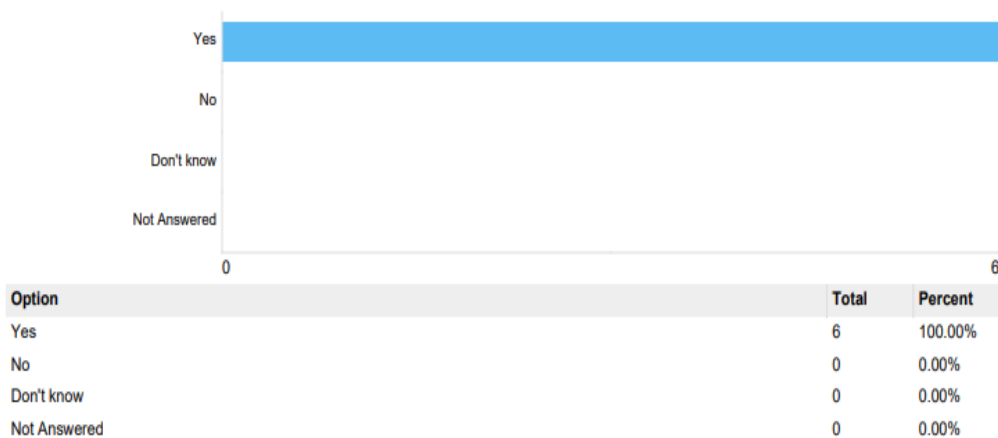 Yes
No
Don't know
Not Answered
0 6
Option Total Percent
Yes 6 100.00%
No 0 0.00%
Don't know 0 0.00%
Not Answered 0 0.00%